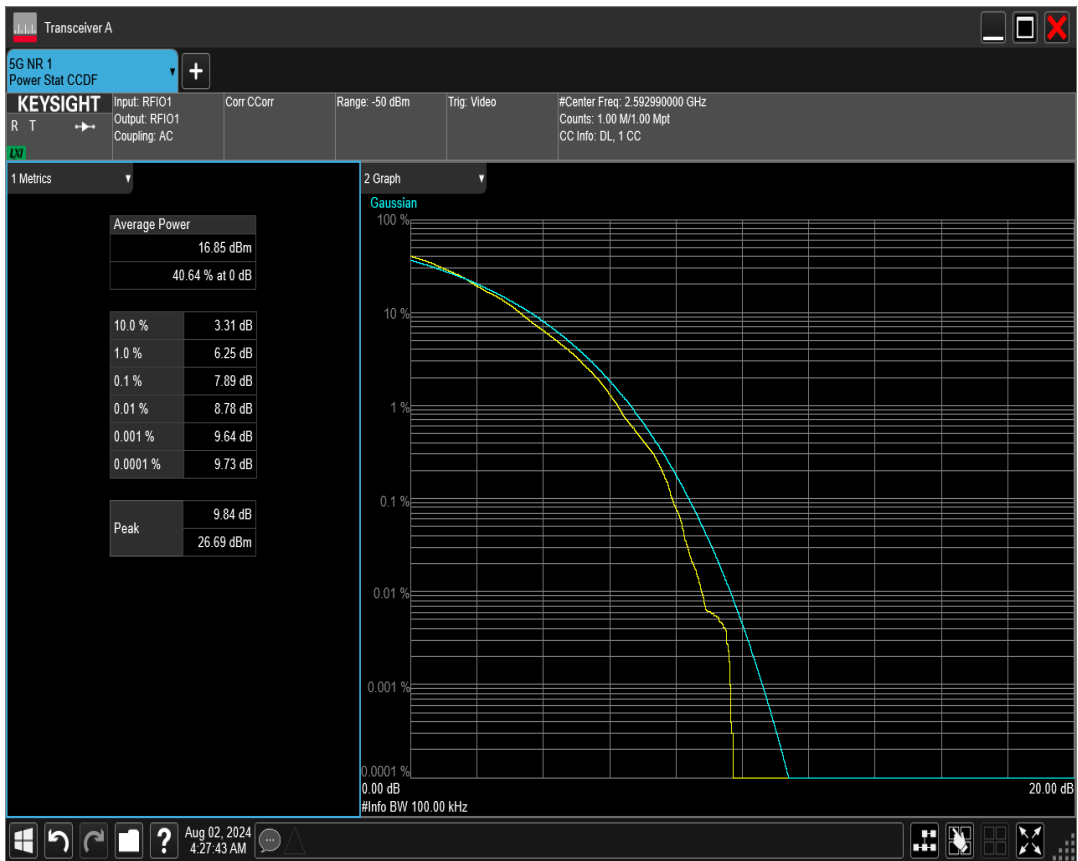 Transceiver A
5G NR 1
Power Stat CCDF
+
KEYSIGHT
R T
LXI
Input: RFIO1
Output: RFIO1
Coupling: AC
Corr CCorr
Range: -50 dBm
Trig: Video
#Center Freq: 2.592990000 GHz
Counts: 1.00 M/1.00 Mpt
CC Info: DL, 1 CC
1 Metrics
Average Power
16.85 dBm
40.64 % at 0 dB
10.0 % 3.31 dB
1.0 % 6.25 dB
0.1 % 7.89 dB
0.01 % 8.78 dB
0.001 % 9.64 dB
0.0001 % 9.73 dB
Peak
9.84 dB
26.69 dBm
2 Graph
Gaussian
100 %
10 %
1 %
0.1 %
0.01 %
0.001 %
0.0001 %
0.00 dB 20.00 dB
#Info BW 100.00 kHz
?
Aug 02, 2024
4:27:43 AM